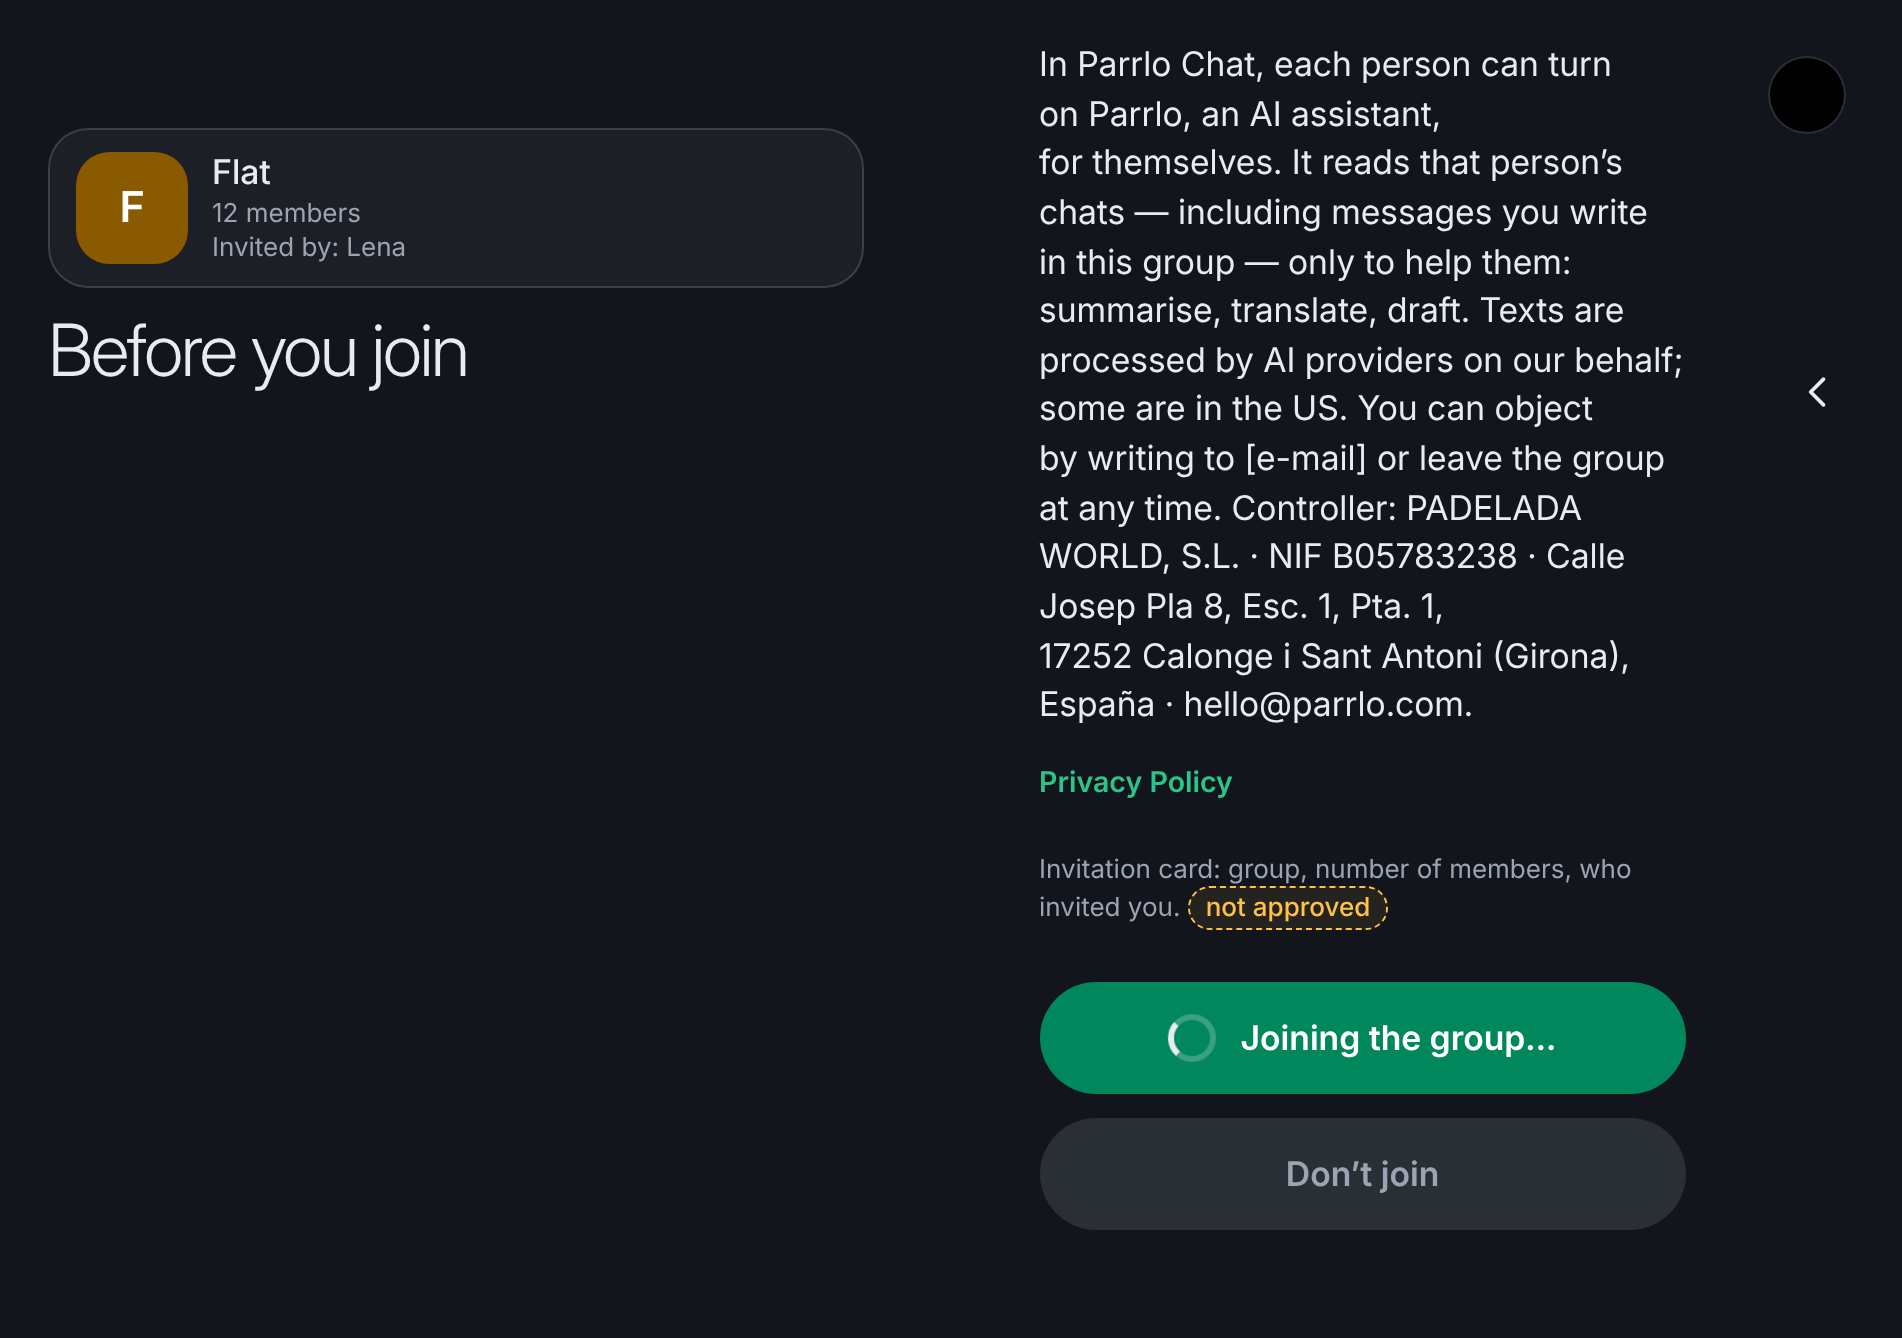 F
Flat
12 members
Invited by: Lena
Before you join
In Parrlo Chat, each person can turn
on Parrlo, an AI assistant,
for themselves. It reads that person’s
chats — including messages you write
in this group — only to help them:
summarise, translate, draft. Texts are
processed by AI providers on our behalf;
some are in the US. You can object
by writing to [e-mail] or leave the group
at any time. Controller: PADELADA
WORLD, S.L. · NIF B05783238 · Calle
Josep Pla 8, Esc. 1, Pta. 1,
17252 Calonge i Sant Antoni (Girona),
España · hello@parrlo.com.
Privacy Policy
Invitation card: group, number of members, who
invited you. not approved
Joining the group…
Don’t join